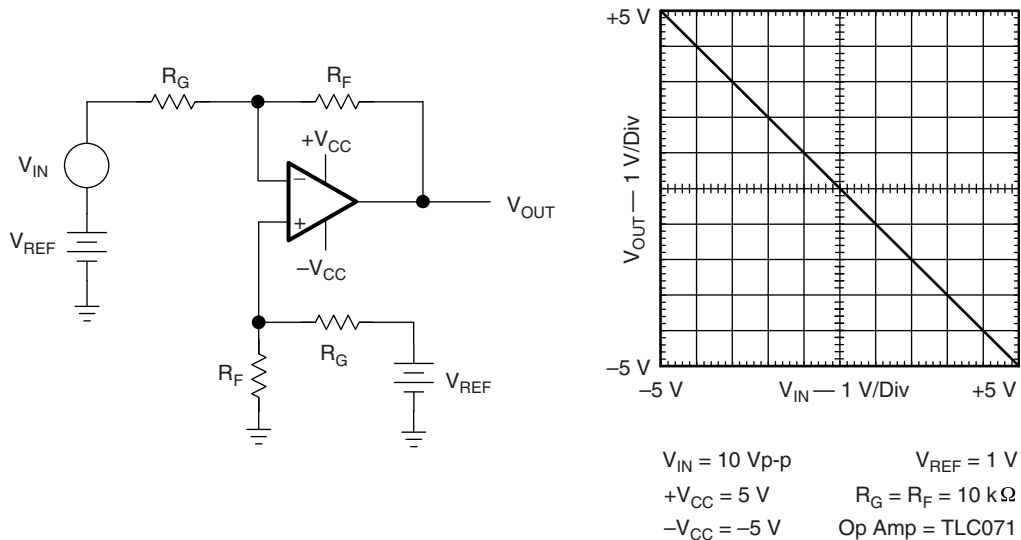 R_G
R_F
V_IN
V_REF
+V_CC
−
+
−V_CC
V_OUT
R_F
R_G
V_REF
+5 V
V_OUT — 1 V/Div
−5 V
−5 V
V_IN — 1 V/Div
+5 V
V_IN = 10 Vp-p
V_REF = 1 V
+V_CC = 5 V
R_G = R_F = 10 kΩ
−V_CC = −5 V
Op Amp = TLC071